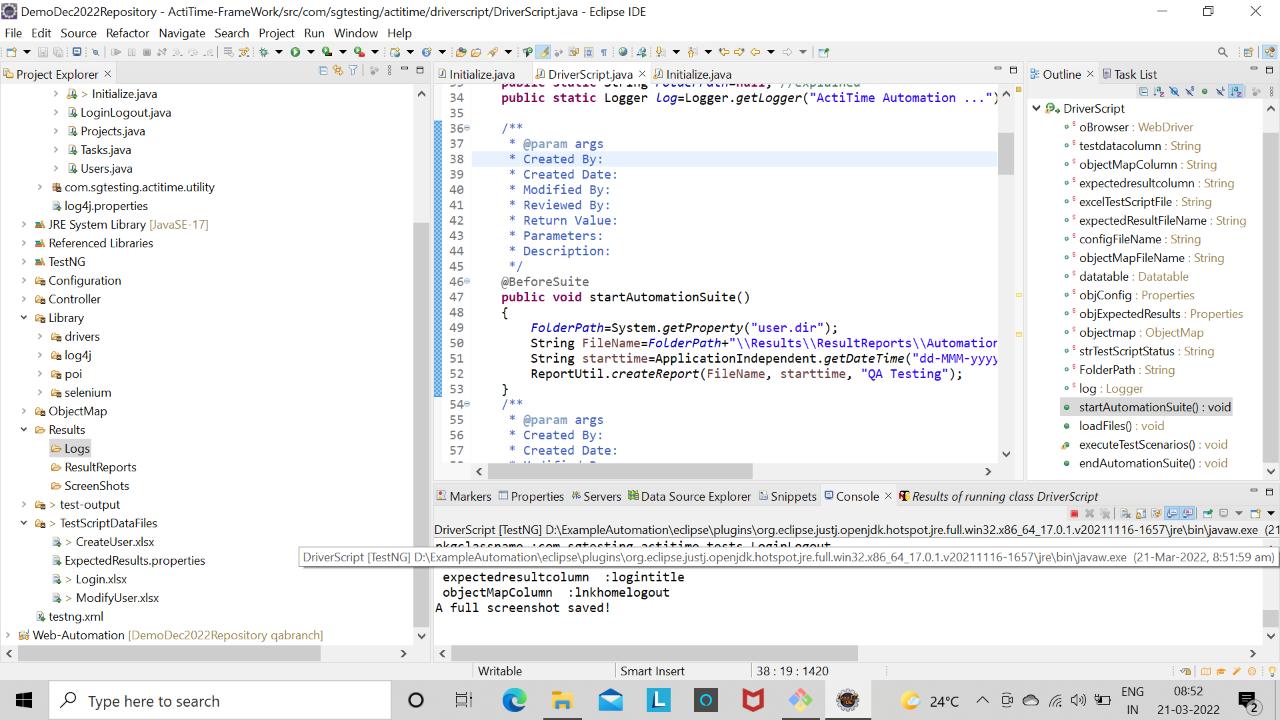 DemoDec2022Repository - ActiTime-FrameWork/src/com/sgtesting/actitime/driverscript/DriverScript.java - Eclipse IDE
File Edit Source Refactor Navigate Search Project Run Window Help
Project Explorer
> Initialize.java
LoginLogout.java
Projects.java
Tasks.java
Users.java
com.sgtesting.actitime.utility
log4j.properties
JRE System Library [JavaSE-17]
Referenced Libraries
TestNG
Configuration
Controller
Library
drivers
log4j
poi
selenium
ObjectMap
Results
Logs
ResultReports
ScreenShots
> test-output
> TestScriptDataFiles
> CreateUser.xlsx
ExpectedResults.properties
> Login.xlsx
> ModifyUser.xlsx
testng.xml
Web-Automation [DemoDec2022Repository qabranch]
Initialize.java DriverScript.java Initialize.java
34 public static Logger log=Logger.getLogger("ActiTime Automation ...")
35
36 /**
37 * @param args
38 * Created By:
39 * Created Date:
40 * Modified By:
41 * Reviewed By:
42 * Return Value:
43 * Parameters:
44 * Description:
45 */
46 @BeforeSuite
47 public void startAutomationSuite()
48 {
49 FolderPath=System.getProperty("user.dir");
50 String FileName=FolderPath+"\\Results\\ResultReports\\Automation
51 String starttime=ApplicationIndependent.getDateTime("dd-MMM-yyyy
52 ReportUtil.createReport(FileName, starttime, "QA Testing");
53 }
54 /**
55 * @param args
56 * Created By:
57 * Created Date:
Outline Task List
DriverScript
oBrowser : WebDriver
testdatacolumn : String
objectMapColumn : String
expectedresultcolumn : String
excelTestScriptFile : String
expectedResultFileName : String
configFileName : String
objectMapFileName : String
datatable : Datatable
objConfig : Properties
objExpectedResults : Properties
objectmap : ObjectMap
strTestScriptStatus : String
FolderPath : String
log : Logger
startAutomationSuite() : void
loadFiles() : void
executeTestScenarios() : void
endAutomationSuite() : void
Markers Properties Servers Data Source Explorer Snippets Console Results of running class DriverScript
DriverScript [TestNG] D:\ExampleAutomation\eclipse\plugins\org.eclipse.justj.openjdk.hotspot.jre.full.win32.x86_64_17.0.1.v20211116-1657\jre\bin\javaw.exe (21
pkgclassname :com.sgtesting.actitime.tests.LoginLogout
DriverScript [TestNG] D:\ExampleAutomation\eclipse\plugins\org.eclipse.justj.openjdk.hotspot.jre.full.win32.x86_64_17.0.1.v20211116-1657\jre\bin\javaw.exe (21-Mar-2022, 8:51:59 am)
expectedresultcolumn :logintitle
objectMapColumn :lnkhomelogout
A full screenshot saved!
Writable Smart Insert 38 : 19 : 1420
Type here to search
24°C
ENG
IN
08:52
21-03-2022
2